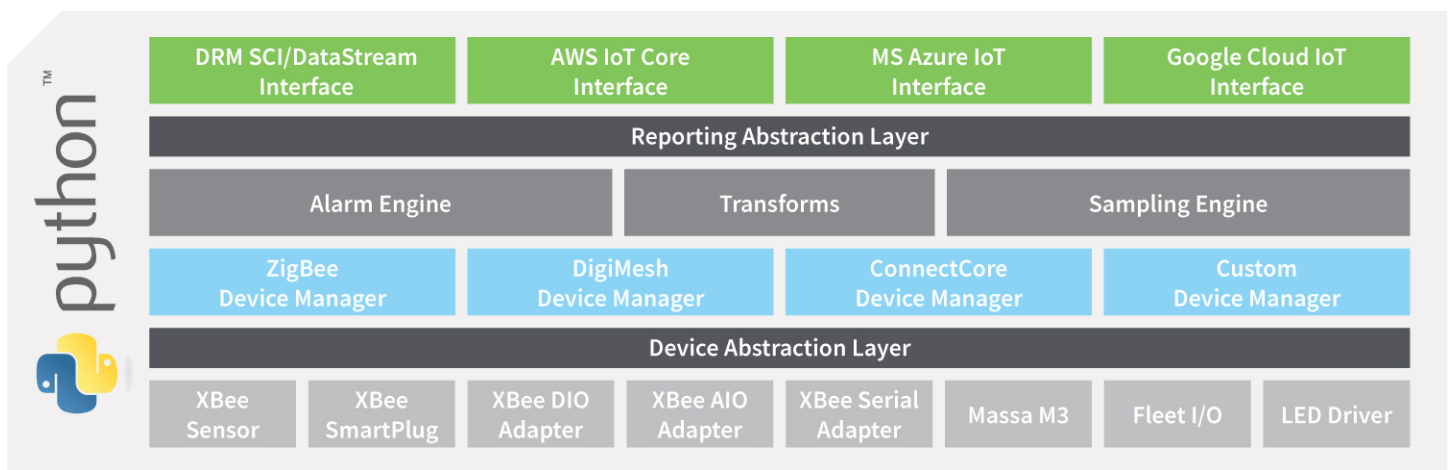 python™
DRM SCI/DataStream
Interface
AWS IoT Core
Interface
MS Azure IoT
Interface
Google Cloud IoT
Interface
Reporting Abstraction Layer
Alarm Engine
Transforms
Sampling Engine
ZigBee
Device Manager
DigiMesh
Device Manager
ConnectCore
Device Manager
Custom
Device Manager
Device Abstraction Layer
XBee
Sensor
XBee
SmartPlug
XBee DIO
Adapter
XBee AIO
Adapter
XBee Serial
Adapter
Massa M3
Fleet I/O
LED Driver